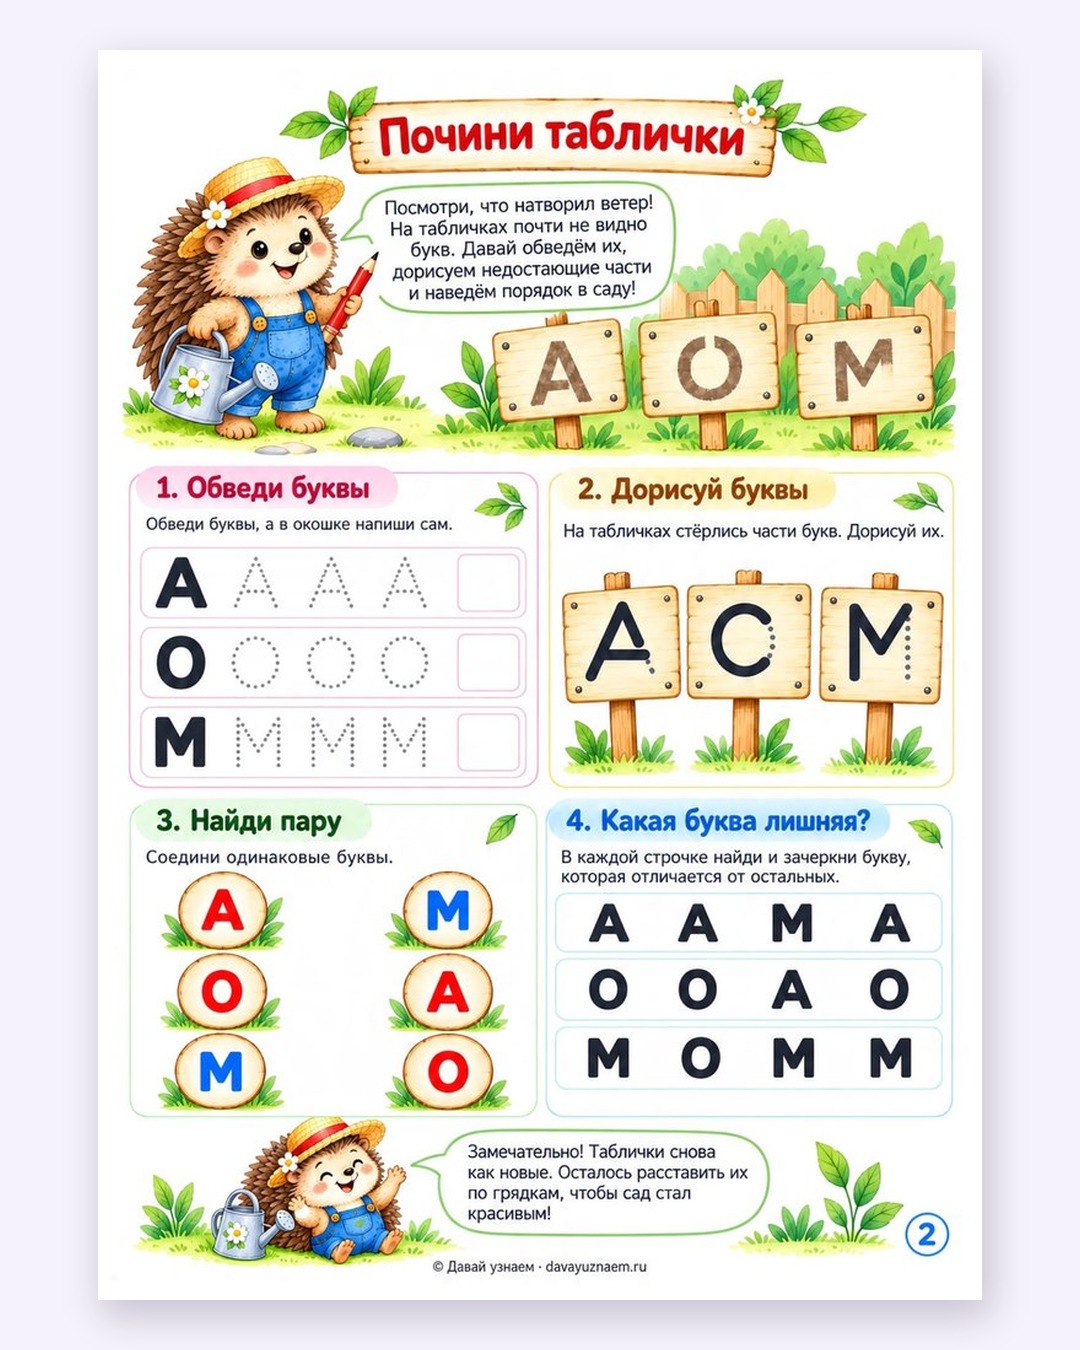 Почини таблички
Посмотри, что натворил ветер!
На табличках почти не видно
букв. Давай обведём их,
дорисуем недостающие части
и наведём порядок в саду!
А О М
1. Обведи буквы
Обведи буквы, а в окошке напиши сам.
А А А А
О О О О
М М М М
2. Дорисуй буквы
На табличках стёрлись части букв. Дорисуй их.
А О М
3. Найди пару
Соедини одинаковые буквы.
А М
О А
М О
4. Какая буква лишняя?
В каждой строчке найди и зачеркни букву,
которая отличается от остальных.
А А М А
О О А О
М О М М
Замечательно! Таблички снова
как новые. Осталось расставить их
по грядкам, чтобы сад стал
красивым!
2
© Давай узнаем · davayuznaem.ru